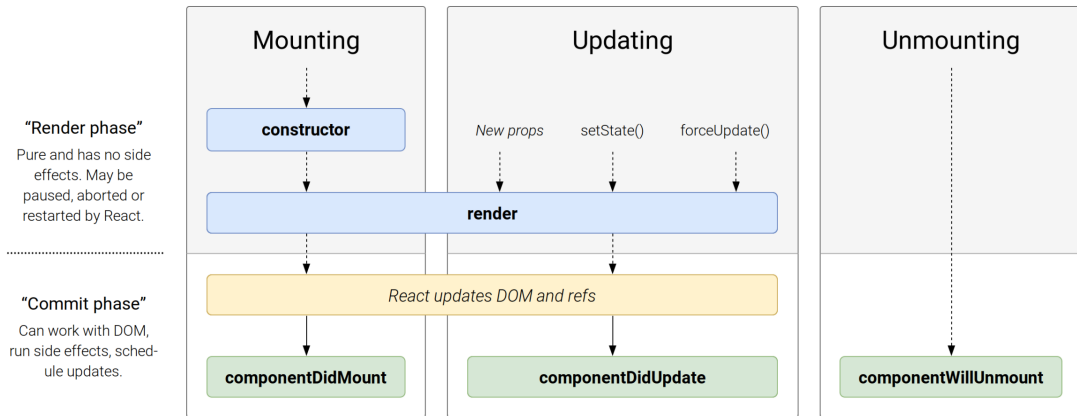 Mounting
Updating
Unmounting
“Render phase”
Pure and has no side
effects. May be
paused, aborted or
restarted by React.
constructor
New props
setState()
forceUpdate()
render
“Commit phase”
Can work with DOM,
run side effects, sched-
ule updates.
React updates DOM and refs
componentDidMount
componentDidUpdate
componentWillUnmount